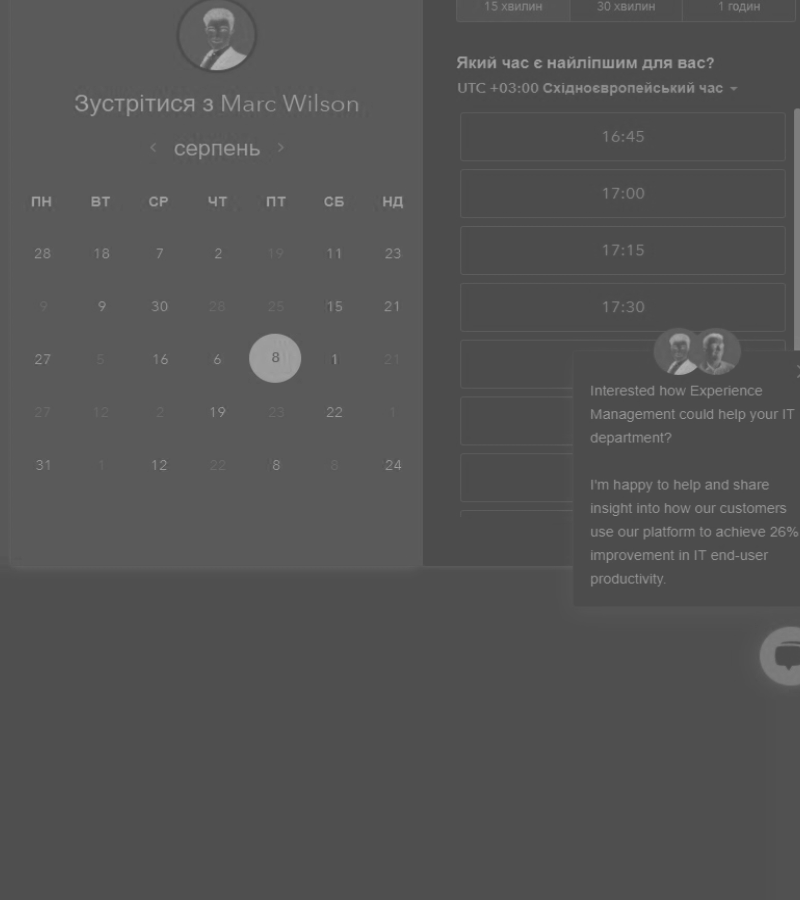 15 хвилин 30 хвилин 1 годин
Який час є найліпшим для вас?
UTC +03:00 Східноєвропейський час
Зустрітися з Marc Wilson
серпень
ПН ВТ СР ЧТ ПТ СБ НД
28 18 7 2 19 11 23
9 9 30 28 25 15 21
27 5 16 6 8 1 21
27 12 2 19 23 22 1
31 1 12 22 8 8 24
16:45
17:00
17:15
17:30
Interested how Experience
Management could help your IT
department?
I'm happy to help and share
insight into how our customers
use our platform to achieve 26%
improvement in IT end-user
productivity.